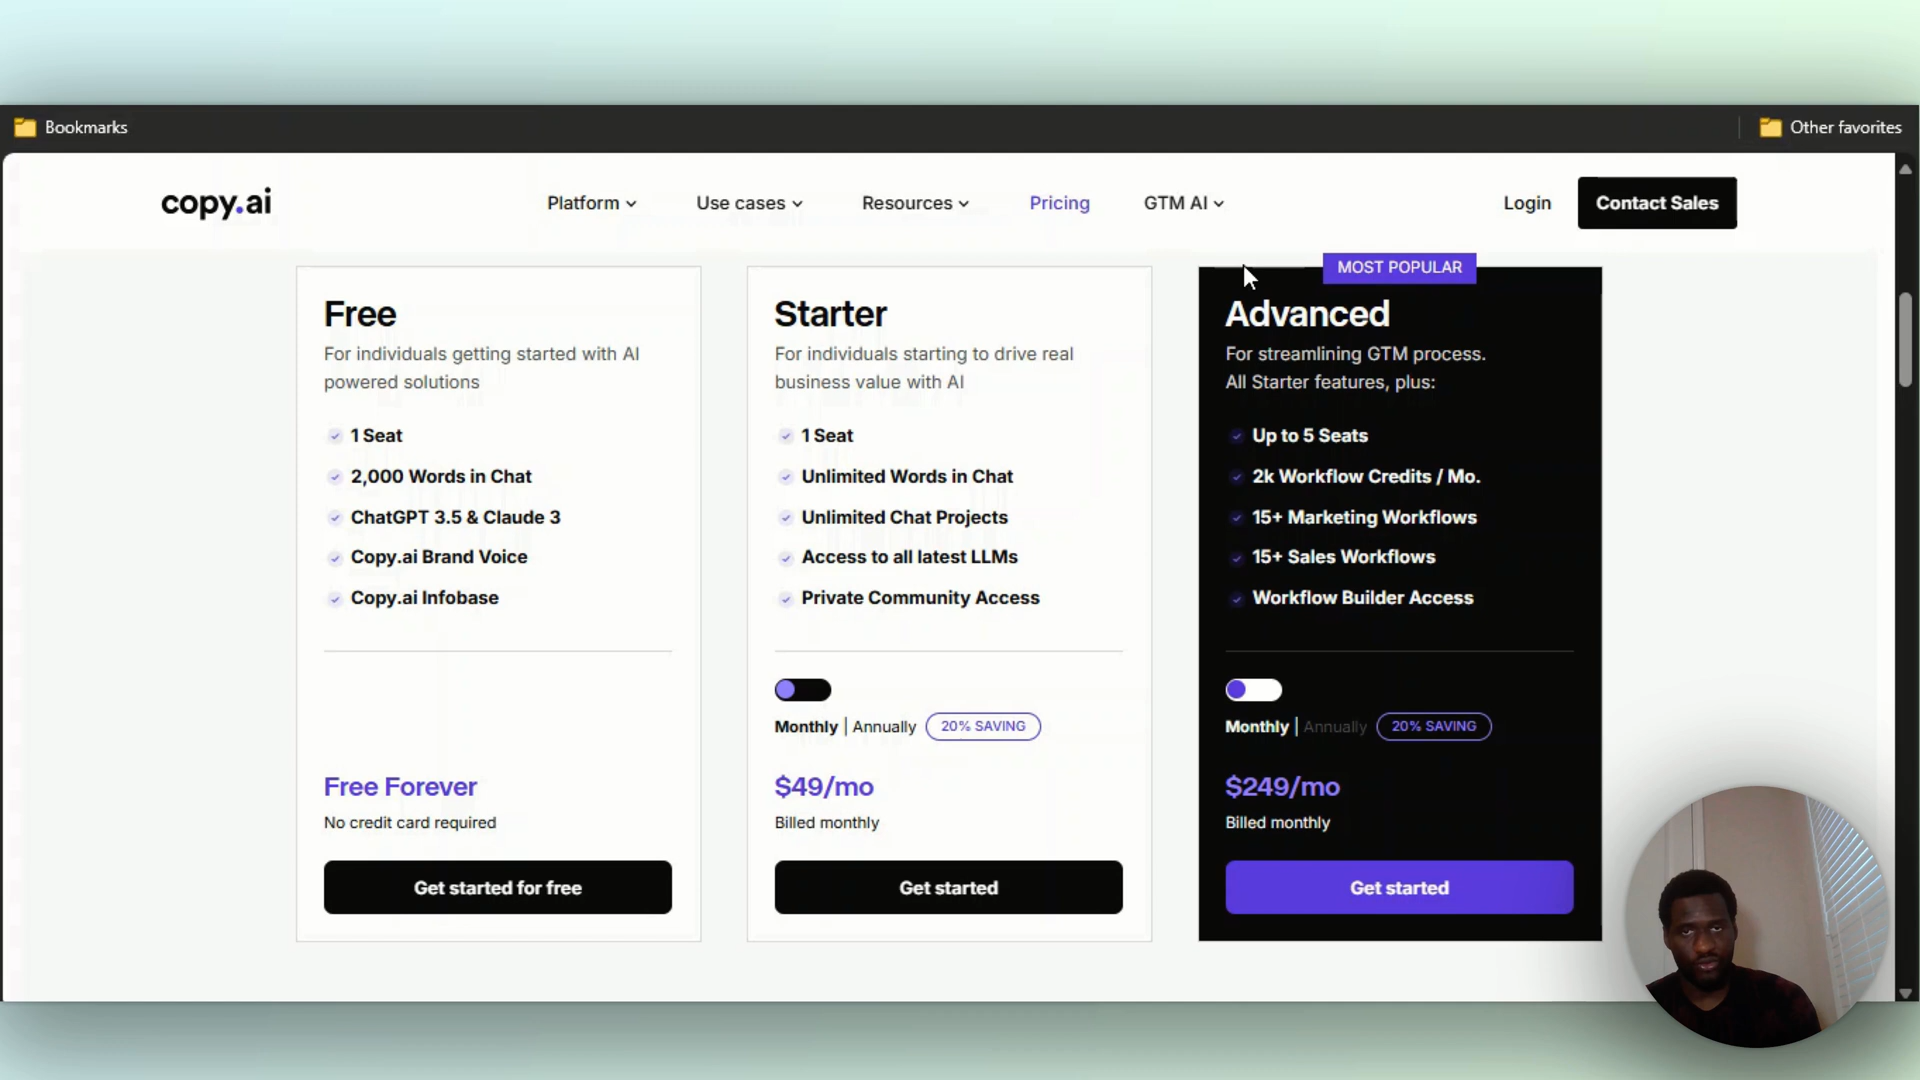 Bookmarks
Other favorites
copy.ai
Platform
Use cases
Resources
Pricing
GTM AI
Login
Contact Sales
Free
For individuals getting started with AI
powered solutions
1 Seat
2,000 Words in Chat
ChatGPT 3.5 & Claude 3
Copy.ai Brand Voice
Copy.ai Infobase
Free Forever
No credit card required
Get started for free
Starter
For individuals starting to drive real
business value with AI
1 Seat
Unlimited Words in Chat
Unlimited Chat Projects
Access to all latest LLMs
Private Community Access
Monthly | Annually 20% SAVING
$49/mo
Billed monthly
Get started
MOST POPULAR
Advanced
For streamlining GTM process.
All Starter features, plus:
Up to 5 Seats
2k Workflow Credits / Mo.
15+ Marketing Workflows
15+ Sales Workflows
Workflow Builder Access
Monthly | Annually 20% SAVING
$249/mo
Billed monthly
Get started